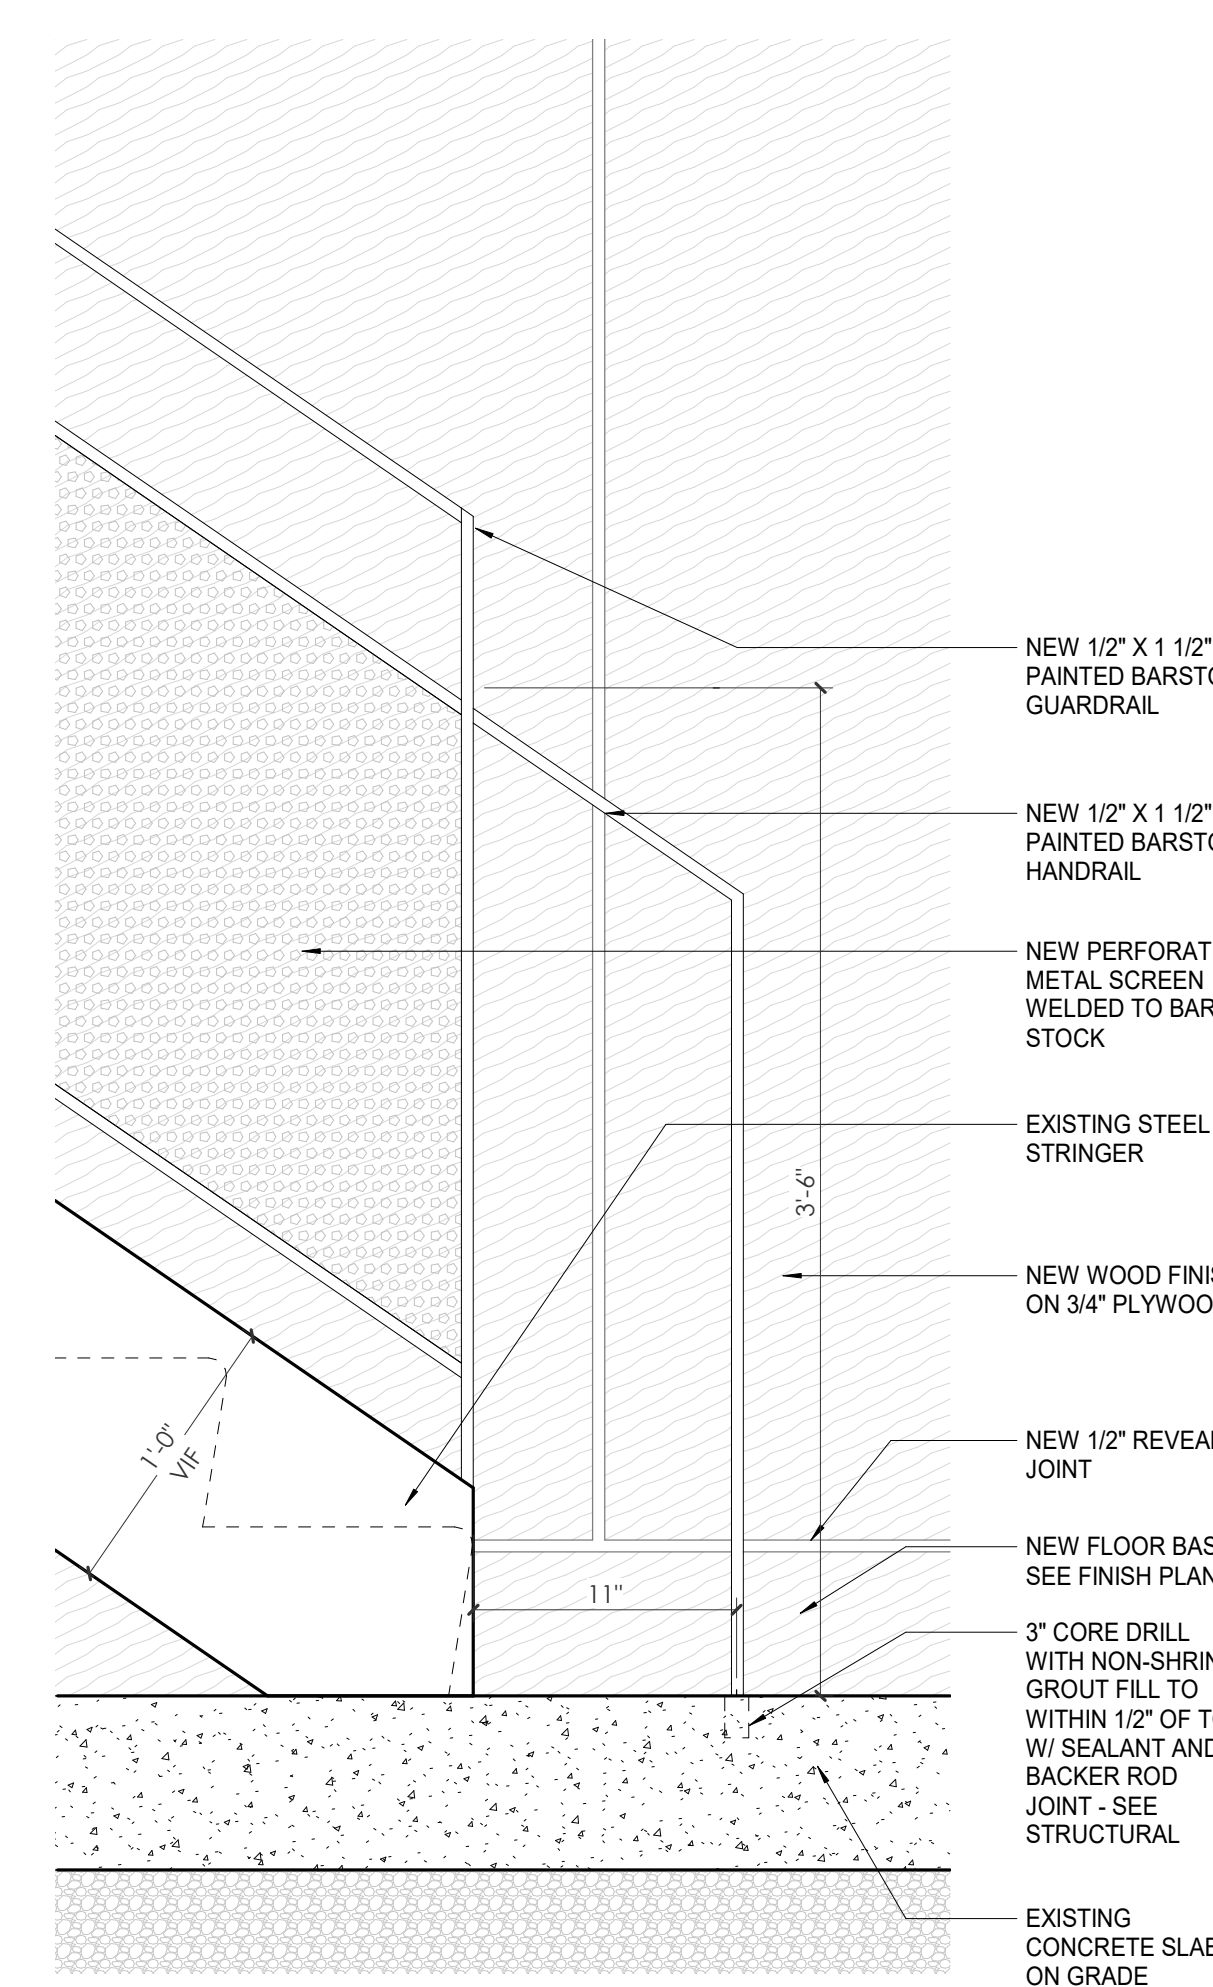 NEW 1/2" X 1 1/2"
PAINTED BARSTO
GUARDRAIL
NEW 1/2" X 1 1/2"
PAINTED BARSTO
HANDRAIL
NEW PERFORAT
METAL SCREEN
WELDED TO BAR
STOCK
EXISTING STEEL
STRINGER
3'-6"
NEW WOOD FINIS
ON 3/4" PLYWOO
1'-0"
VIF
NEW 1/2" REVEAL
JOINT
NEW FLOOR BAS
SEE FINISH PLAN
11"
3" CORE DRILL
WITH NON-SHRIN
GROUT FILL TO
WITHIN 1/2" OF TO
W/ SEALANT AND
BACKER ROD
JOINT - SEE
STRUCTURAL
EXISTING
CONCRETE SLAB
ON GRADE